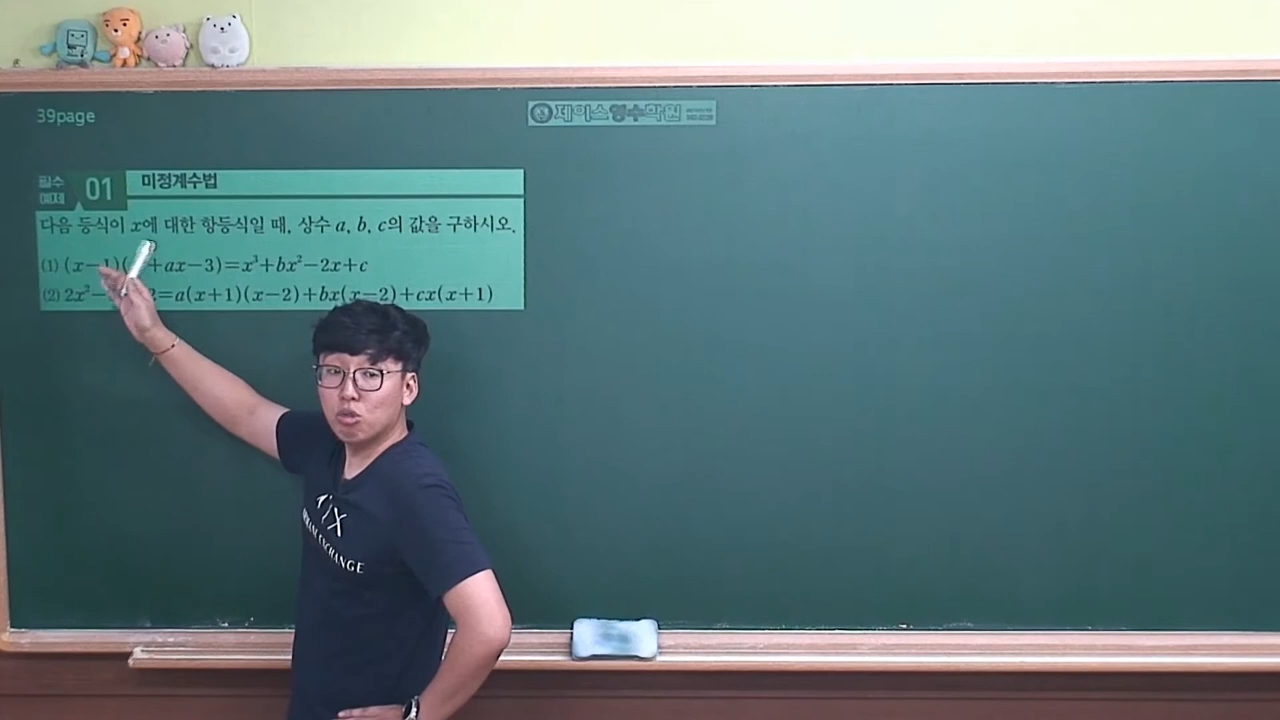 39page
제이스영수학원
필수 예제 01 미정계수법
다음 등식이 x에 대한 항등식일 때, 상수 a, b, c의 값을 구하시오.
(1) (x-1)( +ax-3)=x³+bx²-2x+c
(2) 2x²- 2=a(x+1)(x-2)+bx(x-2)+cx(x+1)
X
EXCHANGE